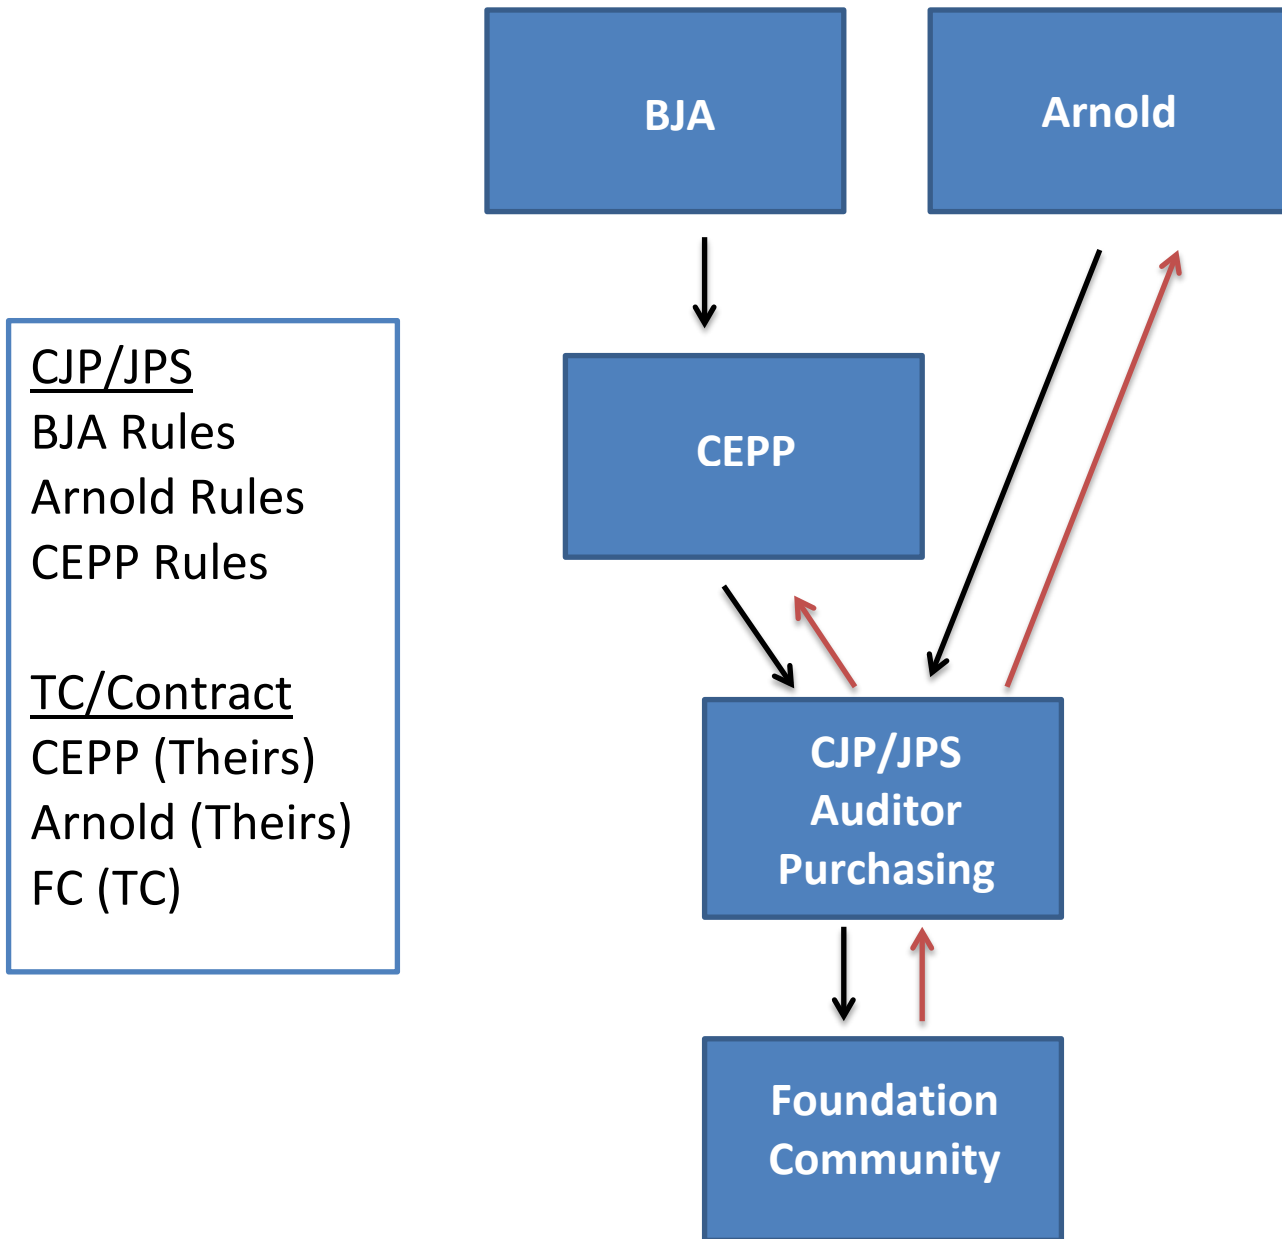 BJA
Arnold
CJP/JPS
BJA Rules
Arnold Rules
CEPP Rules
TC/Contract
CEPP (Theirs)
Arnold (Theirs)
FC (TC)
CEPP
CJP/JPS
Auditor
Purchasing
Foundation
Community